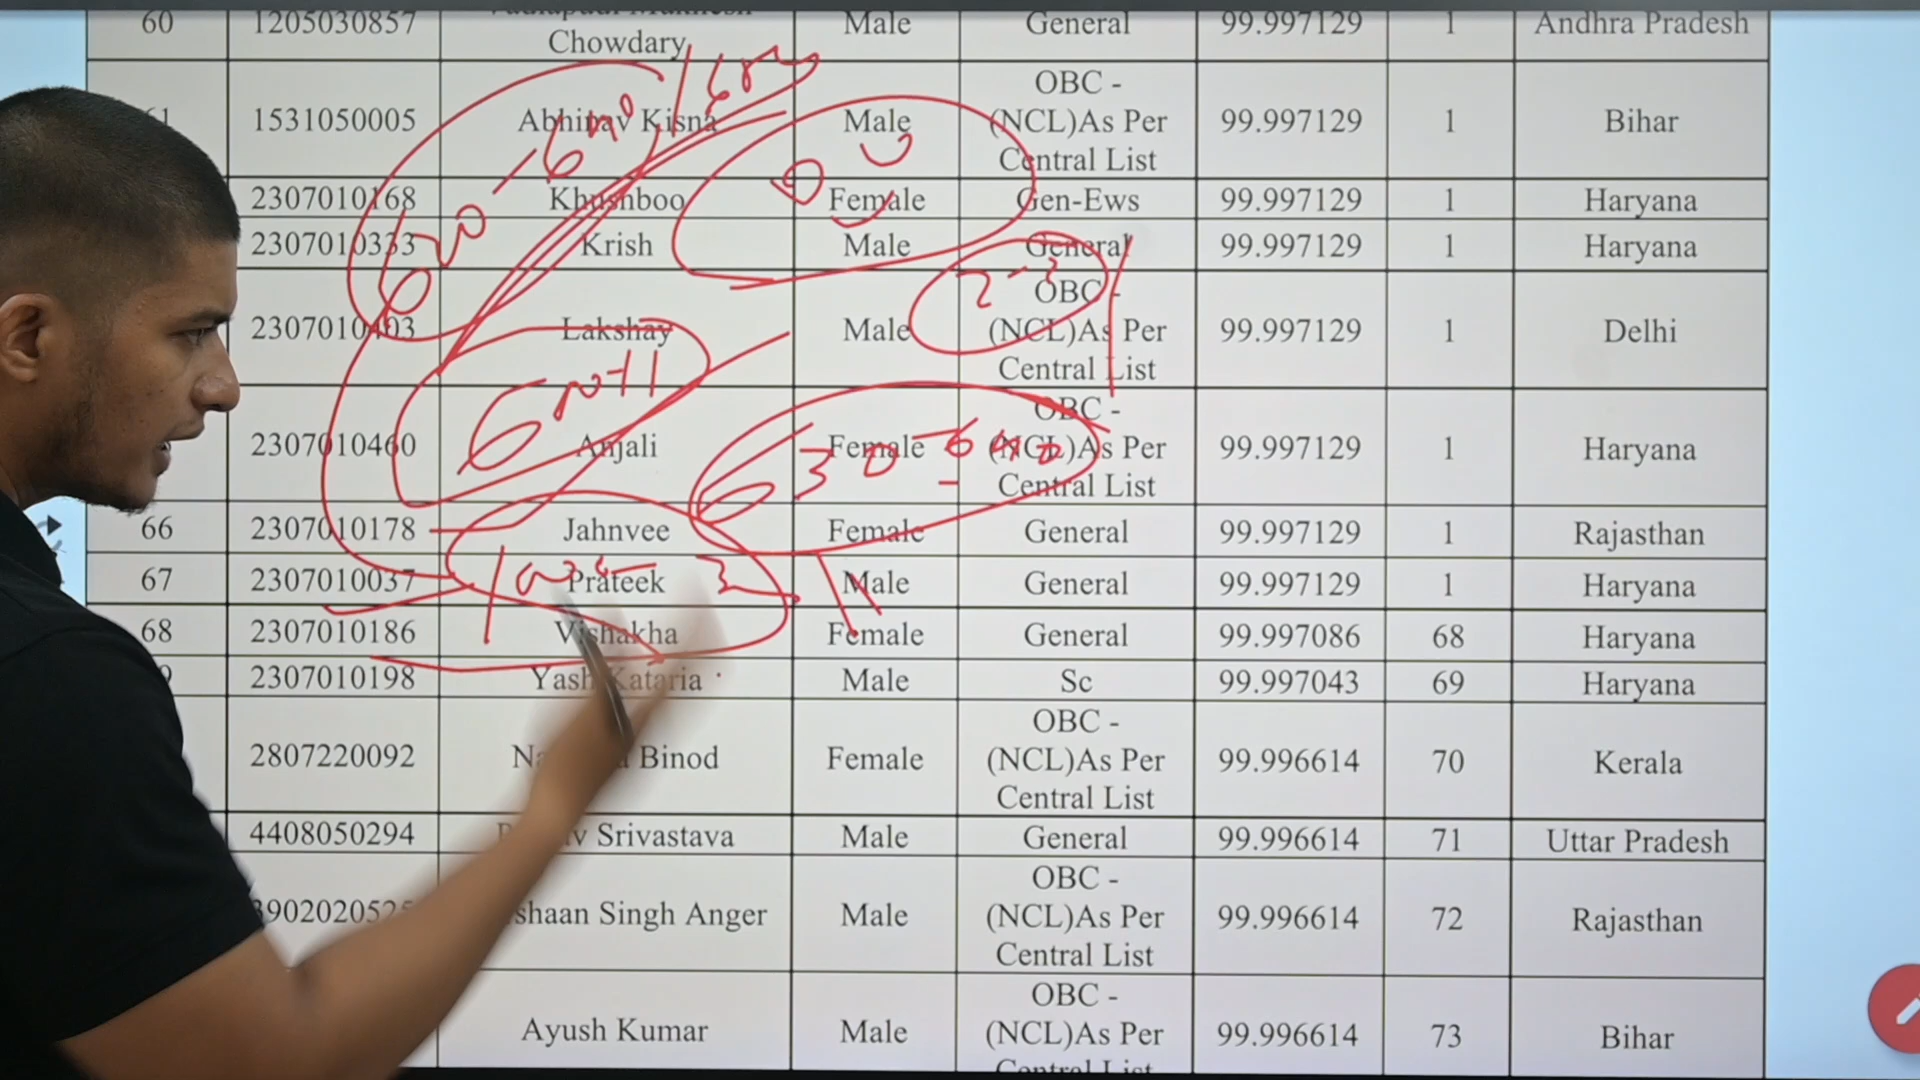 60 1205030857 Chowdary Male General 99.997129 1 Andhra Pradesh
1531050005 Abhinav Kisna Male OBC - (NCL)As Per Central List 99.997129 1 Bihar
2307010168 Khushboo Female Gen-Ews 99.997129 1 Haryana
2307010333 Krish Male General 99.997129 1 Haryana
2307010403 Lakshay Male OBC - (NCL)As Per Central List 99.997129 1 Delhi
2307010460 Anjali Female OBC - (NCL)As Per Central List 99.997129 1 Haryana
66 2307010178 Jahnvee Female General 99.997129 1 Rajasthan
67 2307010037 Prateek Male General 99.997129 1 Haryana
68 2307010186 Vishakha Female General 99.997086 68 Haryana
2307010198 Yash Kataria Male Sc 99.997043 69 Haryana
2807220092 Binod Female OBC - (NCL)As Per Central List 99.996614 70 Kerala
4408050294 Srivastava Male General 99.996614 71 Uttar Pradesh
Singh Anger Male OBC - (NCL)As Per Central List 99.996614 72 Rajasthan
Ayush Kumar Male OBC - (NCL)As Per Central List 99.996614 73 Bihar
630-640